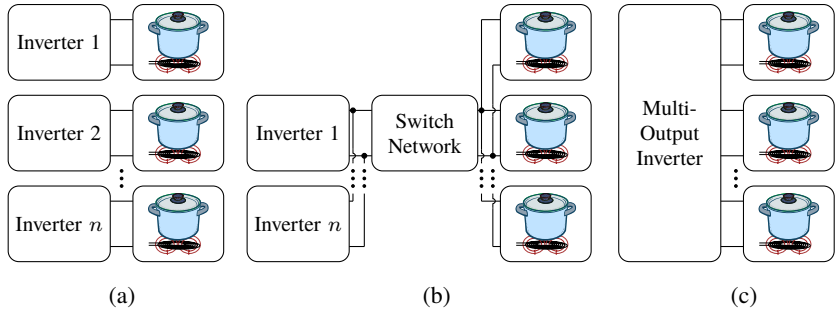 Inverter 1
Inverter 2
Inverter n
(a)
Inverter 1
Inverter n
Switch
Network
(b)
Multi-
Output
Inverter
(c)